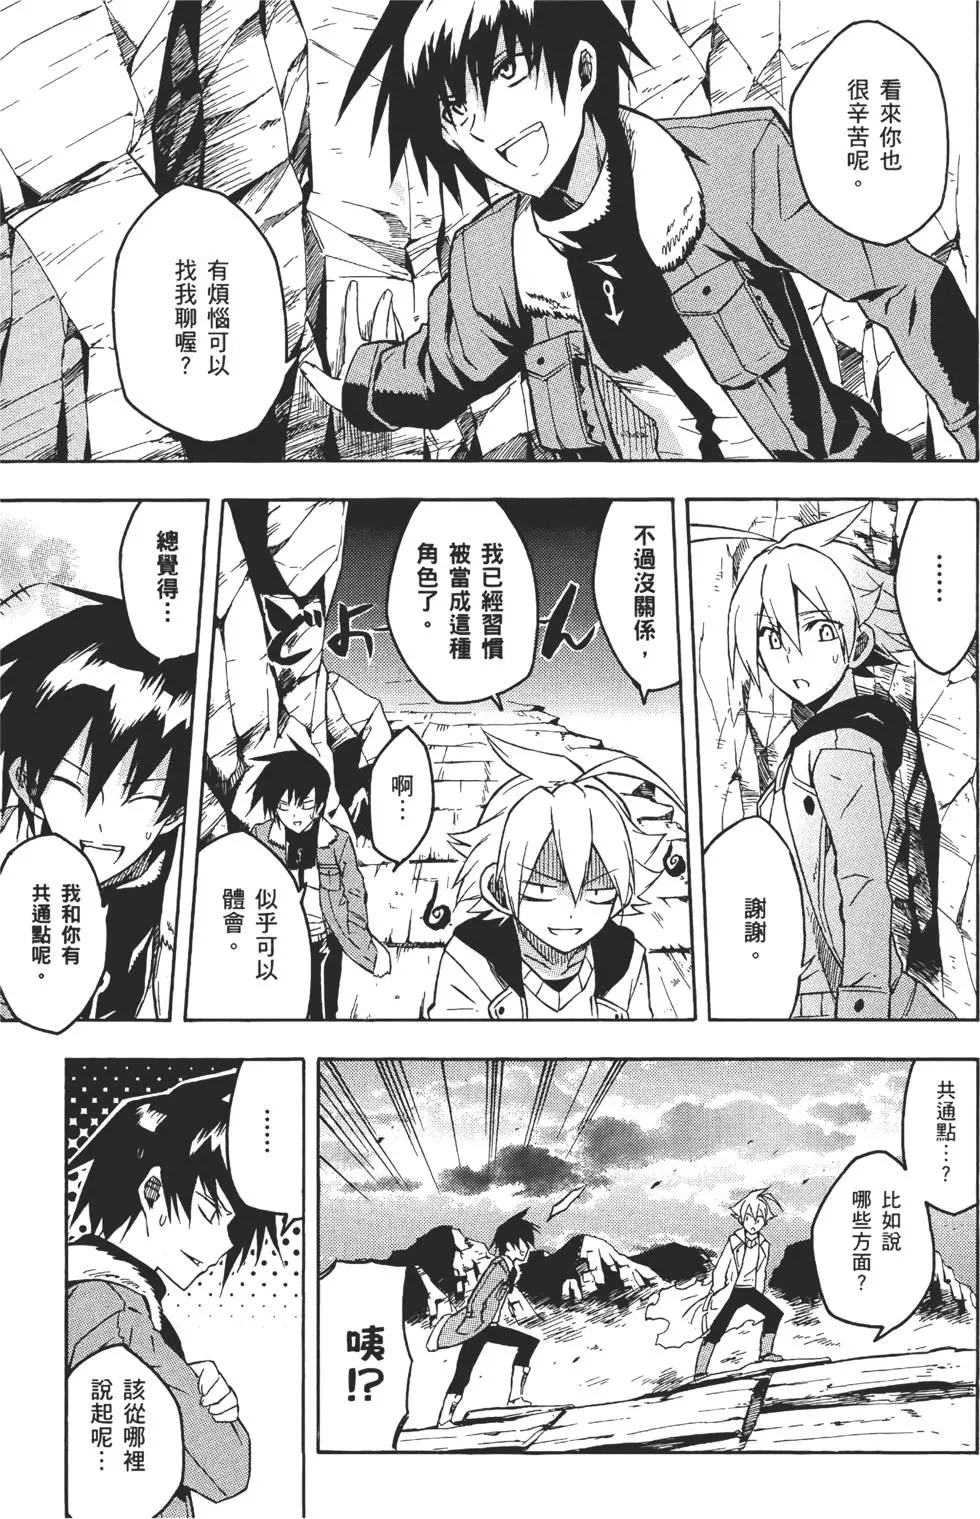 看來你也
很辛苦呢。
有煩惱可以
找我聊喔？
……
謝謝。
不過沒關係，
我已經習慣
被當成這種
角色了。
どよーん
啊…
似乎可以
體會。
總覺得…
我和你有
共通點呢。
共通點…？
比如說
哪些方面？
咦!?
……
該從哪裡
說起呢…